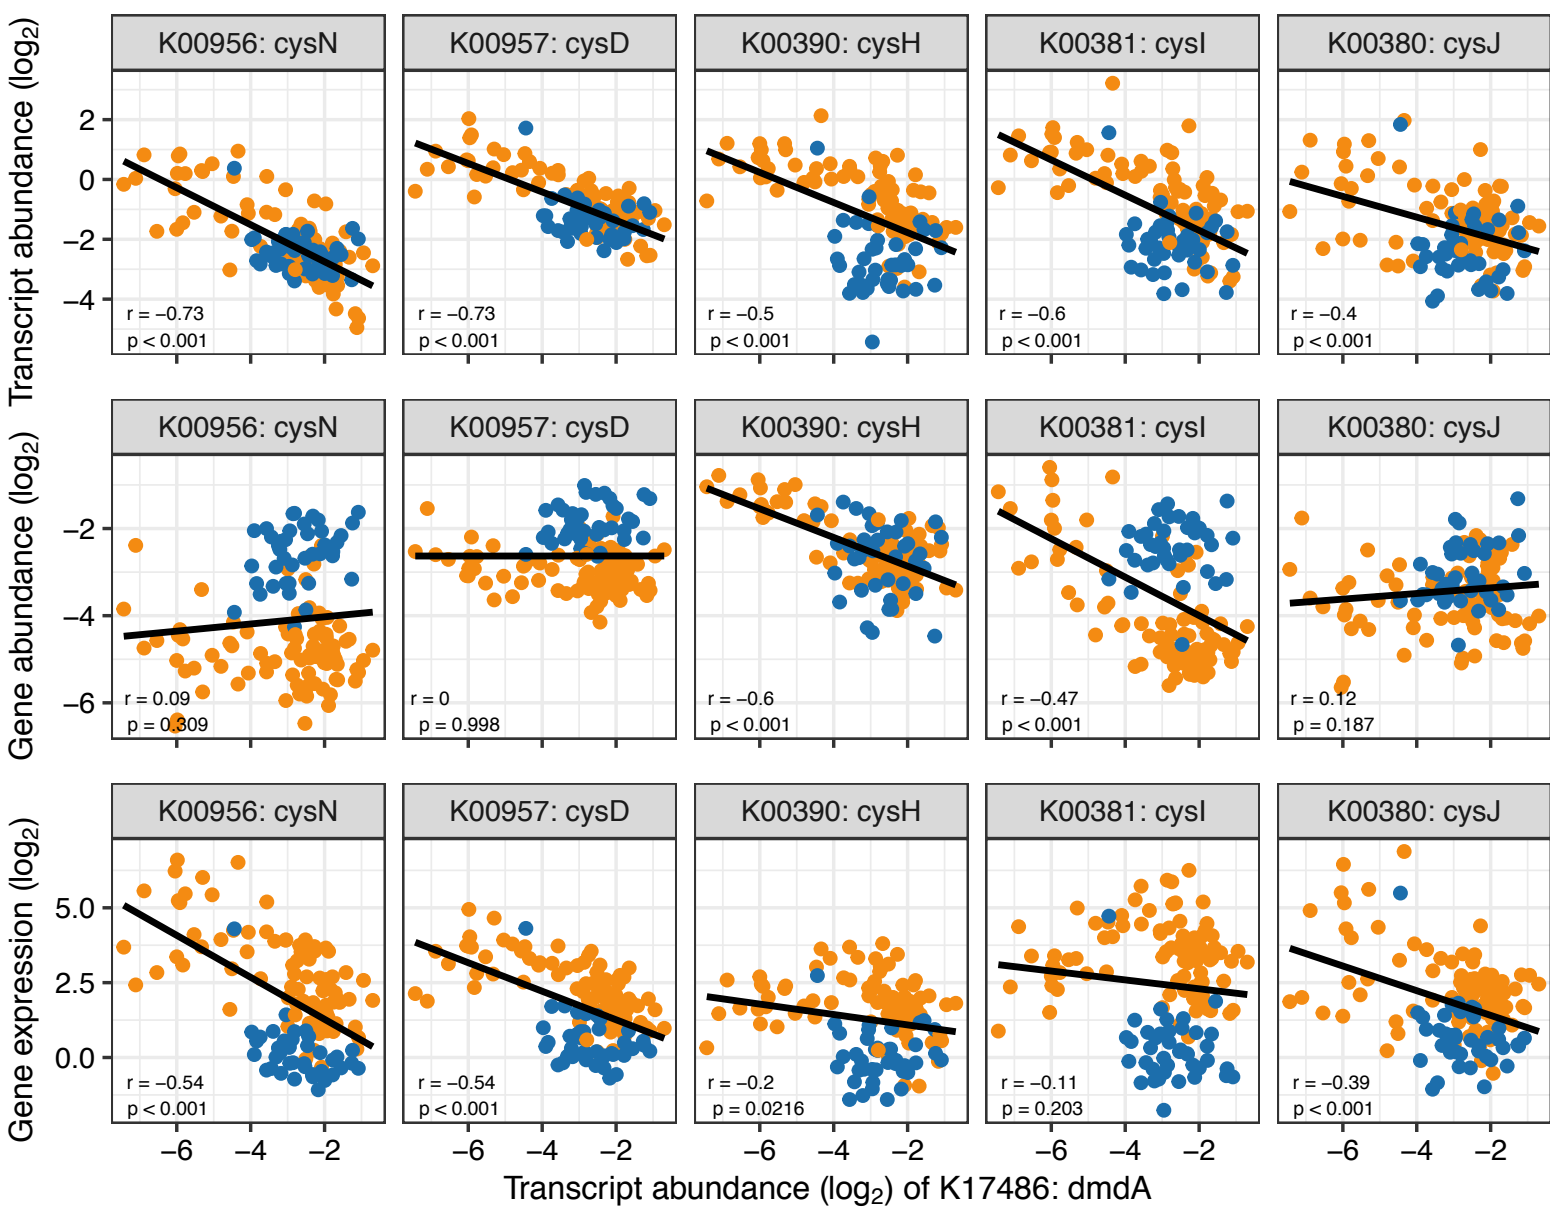 Transcript abundance (log₂)
K00956: cysN
K00957: cysD
K00390: cysH
K00381: cysI
K00380: cysJ
2
0
−2
−4
r = −0.73
p < 0.001
r = −0.73
p < 0.001
r = −0.5
p < 0.001
r = −0.6
p < 0.001
r = −0.4
p < 0.001
Gene abundance (log₂)
K00956: cysN
K00957: cysD
K00390: cysH
K00381: cysI
K00380: cysJ
−2
−4
−6
r = 0.09
p = 0.309
r = 0
p = 0.998
r = −0.6
p < 0.001
r = −0.47
p < 0.001
r = 0.12
p = 0.187
Gene expression (log₂)
K00956: cysN
K00957: cysD
K00390: cysH
K00381: cysI
K00380: cysJ
5.0
2.5
0.0
r = −0.54
p < 0.001
r = −0.54
p < 0.001
r = −0.2
p = 0.0216
r = −0.11
p = 0.203
r = −0.39
p < 0.001
−6 −4 −2
−6 −4 −2
−6 −4 −2
−6 −4 −2
−6 −4 −2
Transcript abundance (log₂) of K17486: dmdA